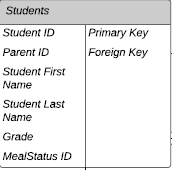 Students
Student ID Primary Key
Parent ID Foreign Key
Student First
Name
Student Last
Name
Grade
MealStatus ID